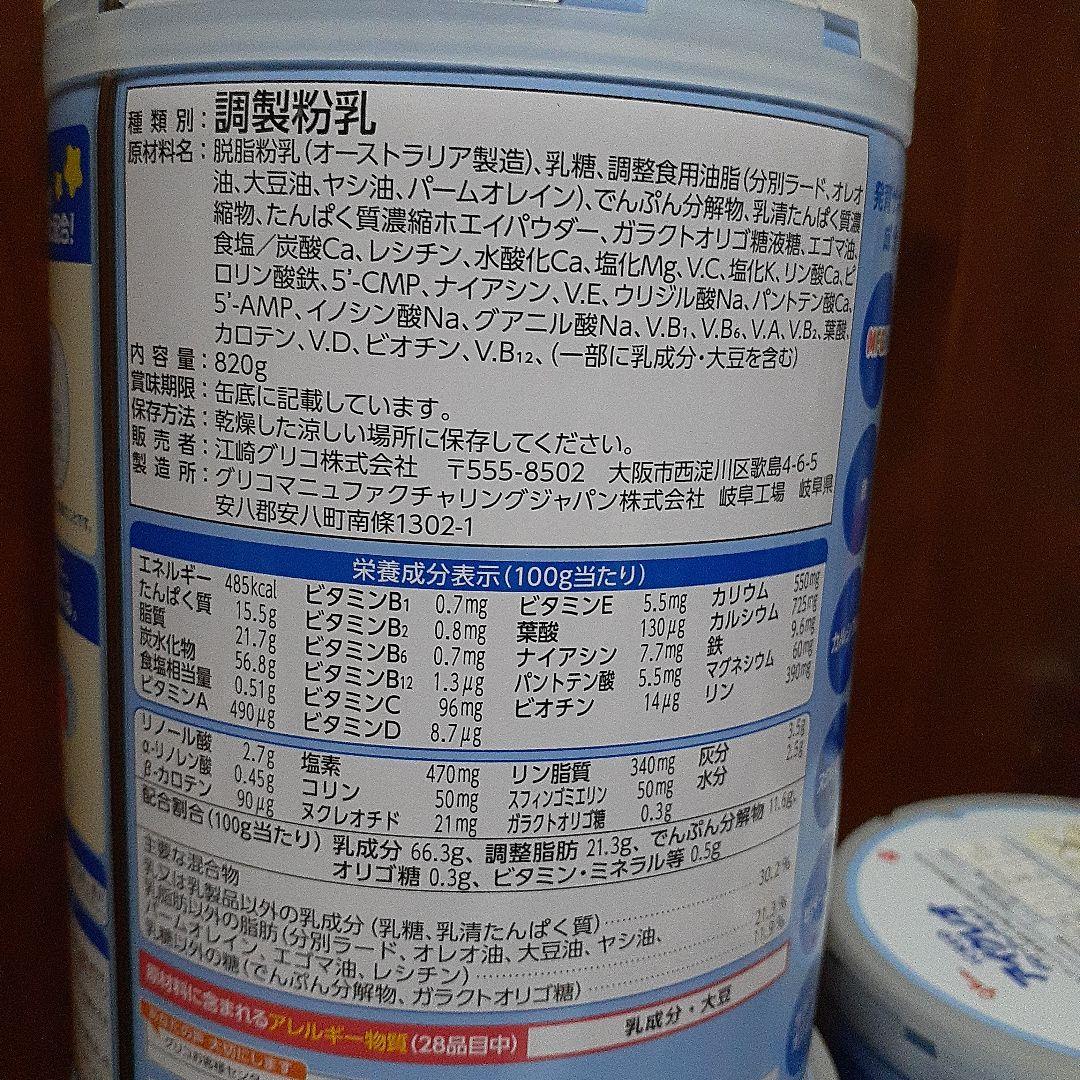 種類別：調製粉乳
原材料名：脱脂粉乳（オーストラリア製造）、乳糖、調整食用油脂（分別ラード、オレオ
油、大豆油、ヤシ油、パームオレイン）、でんぷん分解物、乳清たんぱく質濃
縮物、たんぱく質濃縮ホエイパウダー、ガラクトオリゴ糖液糖、エゴマ油、
食塩／炭酸Ca、レシチン、水酸化Ca、塩化Mg、V.C、塩化K、リン酸Ca、ピ
ロリン酸鉄、5'-CMP、ナイアシン、V.E、ウリジル酸Na、パントテン酸Ca、
5'-AMP、イノシン酸Na、グアニル酸Na、V.B₁、V.B₆、V.A、V.B₂、葉酸、
カロテン、V.D、ビオチン、V.B₁₂、（一部に乳成分・大豆を含む）
内容量：820g
賞味期限：缶底に記載しています。
保存方法：乾燥した涼しい場所に保存してください。
販売者：江崎グリコ株式会社 〒555-8502 大阪市西淀川区歌島4-6-5
製造所：グリコマニュファクチャリングジャパン株式会社 岐阜工場 岐阜県
安八郡安八町南條1302-1
栄養成分表示（100g当たり）
エネルギー 485kcal ビタミンB₁ 0.7mg ビタミンE 5.5mg カリウム 550mg
たんぱく質 15.5g ビタミンB₂ 0.8mg 葉酸 130μg カルシウム 725mg
脂質 21.7g ビタミンB₆ 0.7mg ナイアシン 7.7mg 鉄 9.6mg
炭水化物 56.8g ビタミンB₁₂ 1.3μg パントテン酸 5.5mg マグネシウム 60mg
食塩相当量 0.51g ビタミンC 96mg ビオチン 14μg リン 390mg
ビタミンA 490μg ビタミンD 8.7μg
リノール酸 2.7g 塩素 470mg リン脂質 340mg 灰分 3.5g
α-リノレン酸 0.45g コリン 50mg スフィンゴミエリン 50mg 水分 2.5g
β-カロテン 90μg ヌクレオチド 21mg ガラクトオリゴ糖 0.3g
配合割合（100g当たり）乳成分 66.3g、調整脂肪 21.3g、でんぷん分解物 11.6g、
オリゴ糖 0.3g、ビタミン・ミネラル等 0.5g
主要な混合物
乳又は乳製品以外の乳成分（乳糖、乳清たんぱく質） 30.2%
乳脂肪以外の脂肪（分別ラード、オレオ油、大豆油、ヤシ油、
パームオレイン、エゴマ油、レシチン） 21.3%
乳糖以外の糖（でんぷん分解物、ガラクトオリゴ糖） 11.9%
原材料に含まれるアレルギー物質（28品目中） 乳成分・大豆